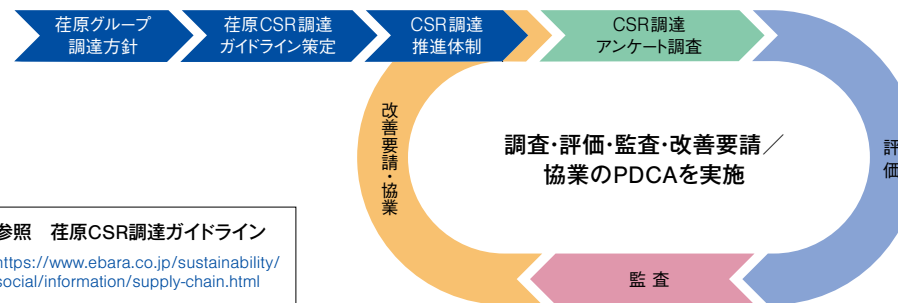 荏原グループ
調達方針
荏原CSR調達
ガイドライン策定
CSR調達
推進体制
CSR調達
アンケート調査
改善要請・協業
調査・評価・監査・改善要請／
協業のPDCAを実施
評価
参照　荏原CSR調達ガイドライン
https://www.ebara.co.jp/sustainability/
social/information/supply-chain.html
監 査